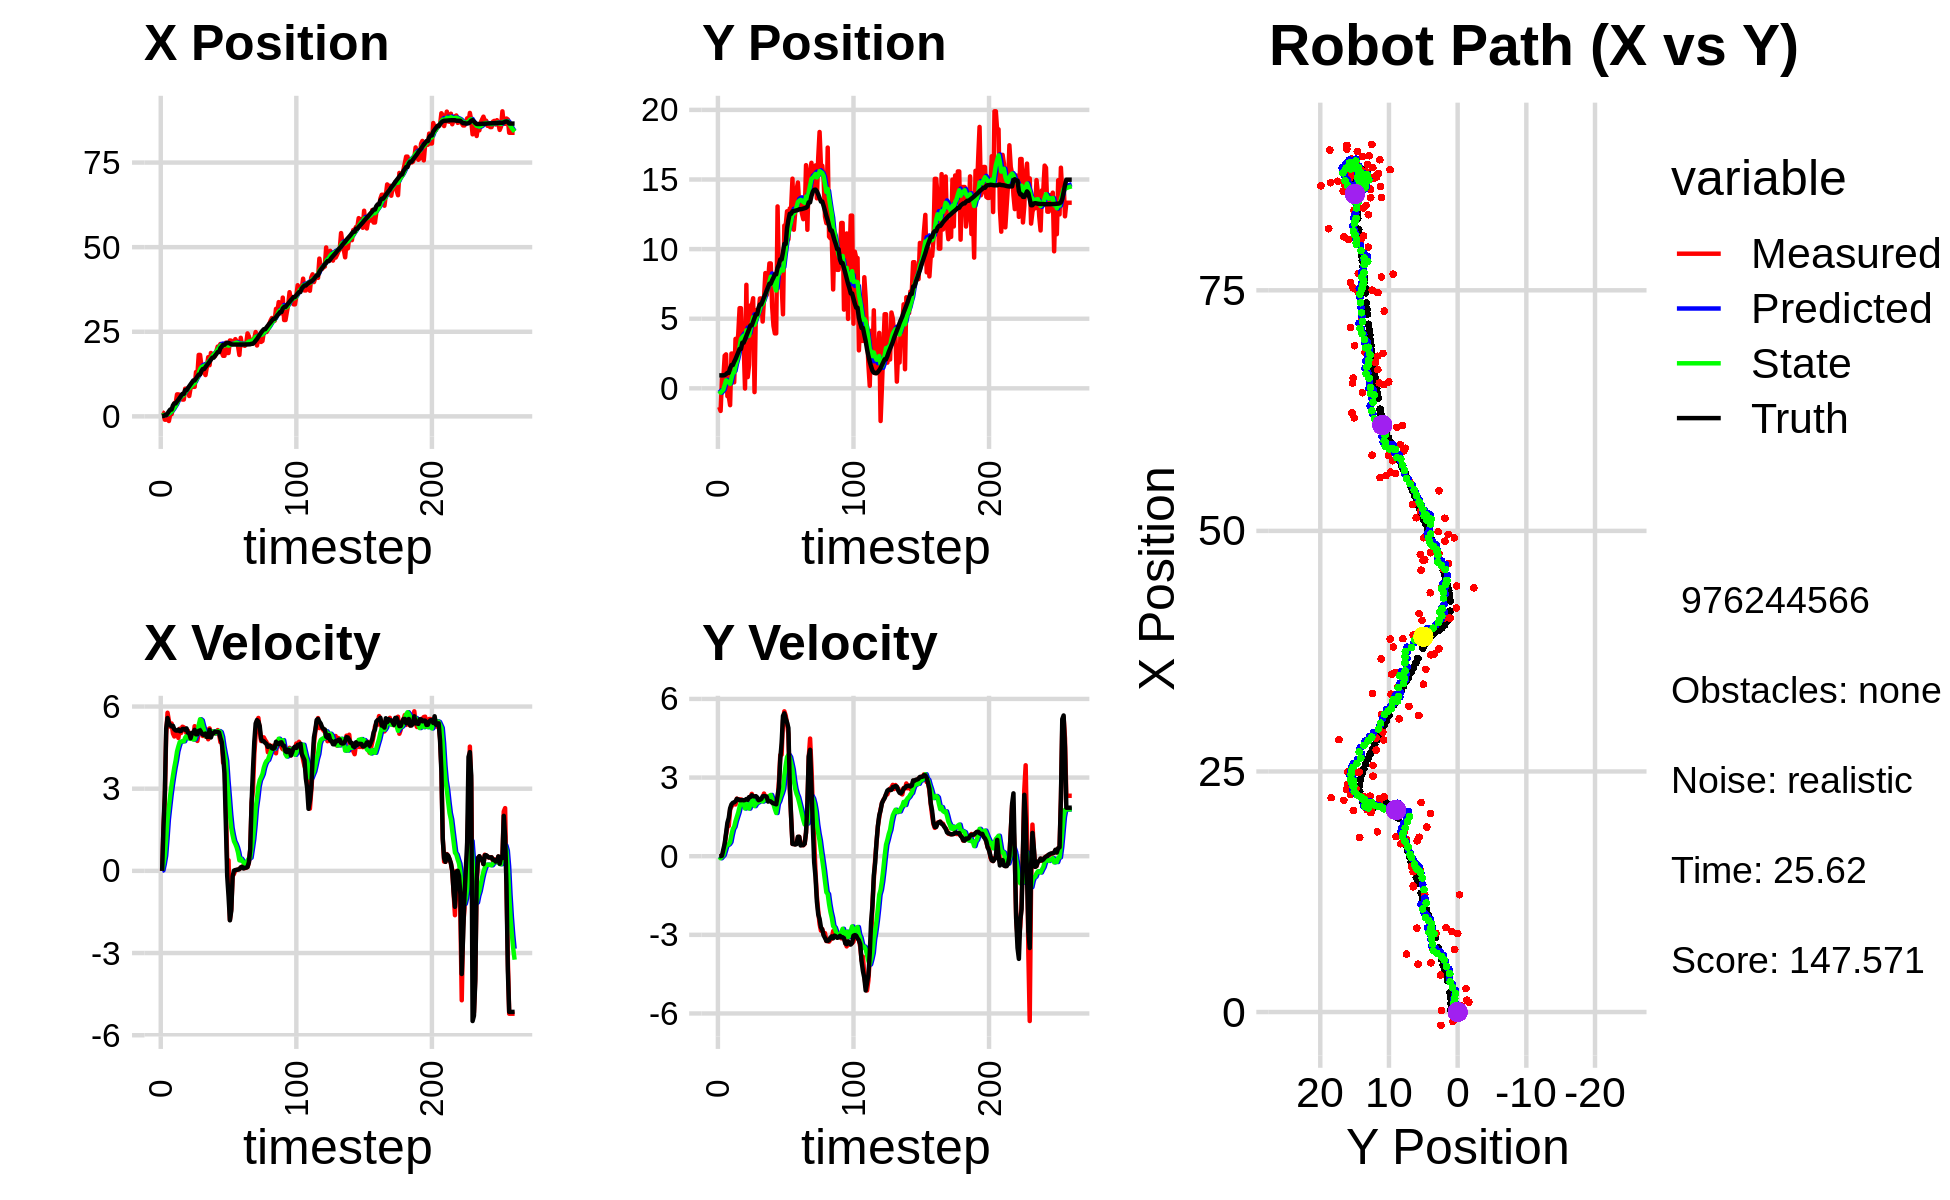 X Position
75
50
25
0
0
100
200
timestep
Y Position
20
15
10
5
0
0
100
200
timestep
X Velocity
6
3
0
-3
-6
0
100
200
timestep
Y Velocity
6
3
0
-3
-6
0
100
200
timestep
Robot Path (X vs Y)
X Position
75
50
25
0
20 10 0 -10 -20
Y Position
variable
Measured
Predicted
State
Truth
976244566
Obstacles: none
Noise: realistic
Time: 25.62
Score: 147.571